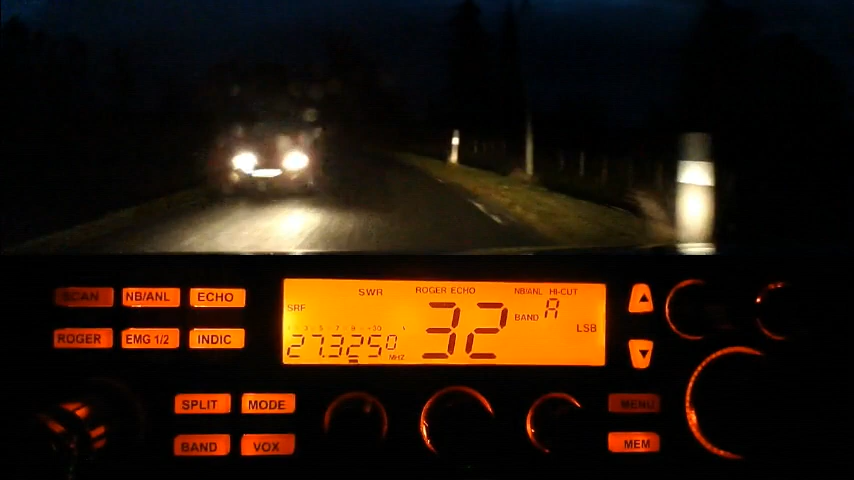 SCAN NB/ANL ECHO
ROGER EMG 1/2 INDIC
SPLIT MODE
BAND VOX
SWR ROGER ECHO NB/ANL HI-CUT
SRF 32 BAND A
LSB
27.3250 MHZ
MENU
MEM